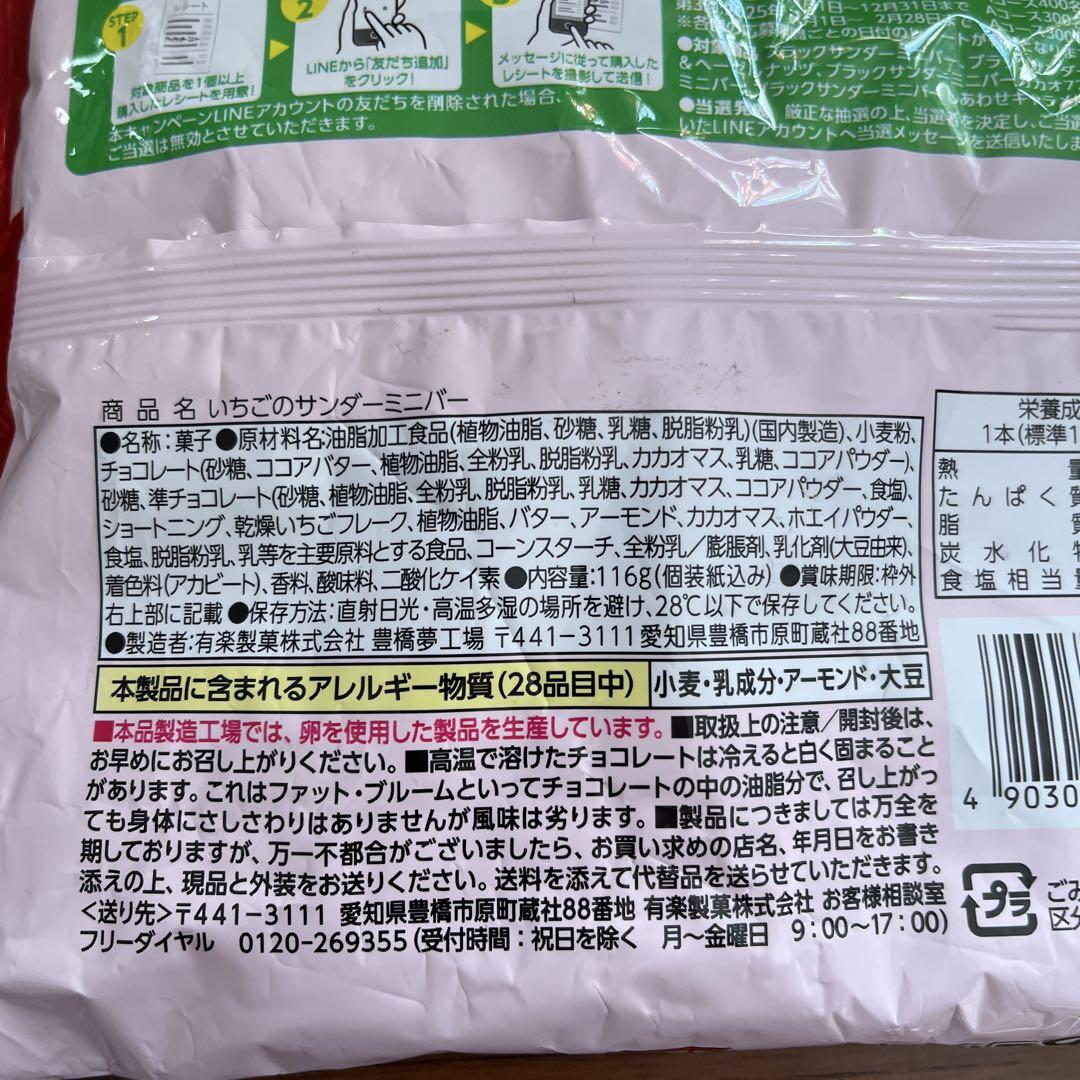 STEP
1
レシート
2
対象商品を1個以上
購入したレシートを用意!
LINEから「友だち追加」
をクリック!
メッセージに従って購入した
レシートを撮影して送信!
本キャンペーンLINEアカウントの友だちを削除された場合、
ご当選は無効とさせていただきます。
商品名 いちごのサンダーミニバー
●名称:菓子●原材料名:油脂加工食品(植物油脂、砂糖、乳糖、脱脂粉乳)(国内製造)、小麦粉、
チョコレート(砂糖、ココアバター、植物油脂、全粉乳、脱脂粉乳、カカオマス、乳糖、ココアパウダー)、
砂糖、準チョコレート(砂糖、植物油脂、全粉乳、脱脂粉乳、乳糖、カカオマス、ココアパウダー、食塩)、
ショートニング、乾燥いちごフレーク、植物油脂、バター、アーモンド、カカオマス、ホエイパウダー、
食塩、脱脂粉乳、乳等を主要原料とする食品、コーンスターチ、全粉乳/膨脹剤、乳化剤(大豆由来)、
着色料(アカビート)、香料、酸味料、二酸化ケイ素 ●内容量:116g(個装紙込み) ●賞味期限:枠外
右上部に記載 ●保存方法:直射日光・高温多湿の場所を避け、28℃以下で保存してください。
●製造者:有楽製菓株式会社 豊橋夢工場 〒441-3111 愛知県豊橋市原町蔵社88番地
本製品に含まれるアレルギー物質(28品目中) 小麦・乳成分・アーモンド・大豆
■本品製造工場では、卵を使用した製品を生産しています。■取扱上の注意/開封後は、
お早めにお召し上がりください。■高温で溶けたチョコレートは冷えると白く固まること
があります。これはファット・ブルームといってチョコレートの中の油脂分で、召し上がっ
ても身体にさしさわりはありませんが風味は劣ります。■製品につきましては万全を
期しておりますが、万一不都合がございましたら、お買い求めの店名、年月日をお書き
添えの上、現品と外装をお送りください。送料を添えて代替品を送らせていただきます。
<送り先>〒441-3111 愛知県豊橋市原町蔵社88番地 有楽製菓株式会社 お客様相談室
フリーダイヤル 0120-269355(受付時間:祝日を除く 月~金曜日 9:00~17:00)
栄養成
1本(標準1
熱 量
たんぱく質
脂 質
炭水化物
食塩相当量
4 9030
プラ
ごみ
区分